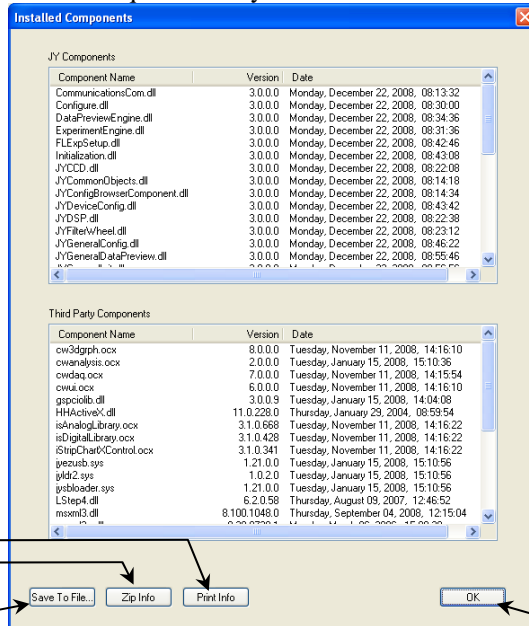 Installed Components
JY Components
Component Name Version Date
CommunicationsCom.dll 3.0.0.0 Monday, December 22, 2008, 08:13:32
Configure.dll 3.0.0.0 Monday, December 22, 2008, 08:30:00
DataPreviewEngine.dll 3.0.0.0 Monday, December 22, 2008, 08:34:36
ExperimentEngine.dll 3.0.0.0 Monday, December 22, 2008, 08:31:36
FLExpSetup.dll 3.0.0.0 Monday, December 22, 2008, 08:42:46
Initialization.dll 3.0.0.0 Monday, December 22, 2008, 08:43:08
JYCCD.dll 3.0.0.0 Monday, December 22, 2008, 08:22:08
JYCommonObjects.dll 3.0.0.0 Monday, December 22, 2008, 08:14:18
JYConfigBrowserComponent.dll 3.0.0.0 Monday, December 22, 2008, 08:14:34
JYDeviceConfig.dll 3.0.0.0 Monday, December 22, 2008, 08:43:42
JYDSP.dll 3.0.0.0 Monday, December 22, 2008, 08:22:38
JYFilterWheel.dll 3.0.0.0 Monday, December 22, 2008, 08:23:12
JYGeneralConfig.dll 3.0.0.0 Monday, December 22, 2008, 08:46:22
JYGeneralDataPreview.dll 3.0.0.0 Monday, December 22, 2008, 08:55:46
Third Party Components
Component Name Version Date
cw3dgrph.ocx 8.0.0.0 Tuesday, November 11, 2008, 14:16:10
cwanalysis.ocx 2.0.0.0 Tuesday, January 15, 2008, 15:10:36
cwdaq.ocx 7.0.0.0 Tuesday, November 11, 2008, 14:15:54
cwui.ocx 6.0.0.0 Tuesday, November 11, 2008, 14:16:10
gspciolib.dll 3.0.0.9 Tuesday, January 15, 2008, 14:04:08
HHActiveX.dll 11.0.228.0 Thursday, January 29, 2004, 08:59:54
isAnalogLibrary.ocx 3.1.0.668 Tuesday, November 11, 2008, 14:16:22
isDigitalLibrary.ocx 3.1.0.428 Tuesday, November 11, 2008, 14:16:22
iStripChartXControl.ocx 3.1.0.341 Tuesday, November 11, 2008, 14:16:22
jyezusb.sys 1.21.0.0 Tuesday, January 15, 2008, 15:10:56
jyldr2.sys 1.0.2.0 Tuesday, January 15, 2008, 15:10:56
jysbloader.sys 1.21.0.0 Tuesday, January 15, 2008, 15:10:56
LStep4.dll 6.2.0.58 Thursday, August 09, 2007, 12:46:52
msxml3.dll 8.100.1048.0 Thursday, September 04, 2008, 12:15:04
Save To File... Zip Info Print Info OK